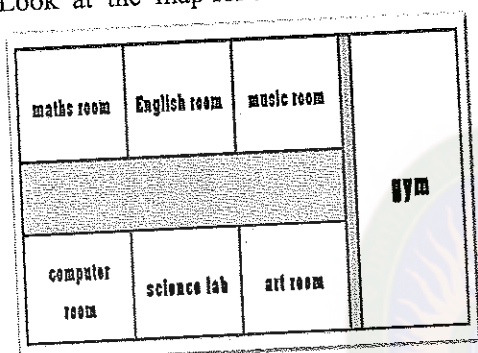 Look at the map
maths room
English room
music room
gym
computer
room
science lab
art room